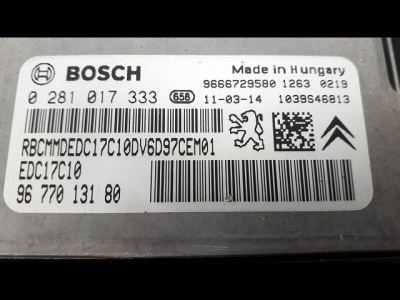 BOSCH
Made in Hungary
9666729580 1263 0219
0 281 017 333 656 11-03-14 1039S46813
RBCMMDEDC17C10DV6D97CEM01
EDC17C10
96 770 131 80